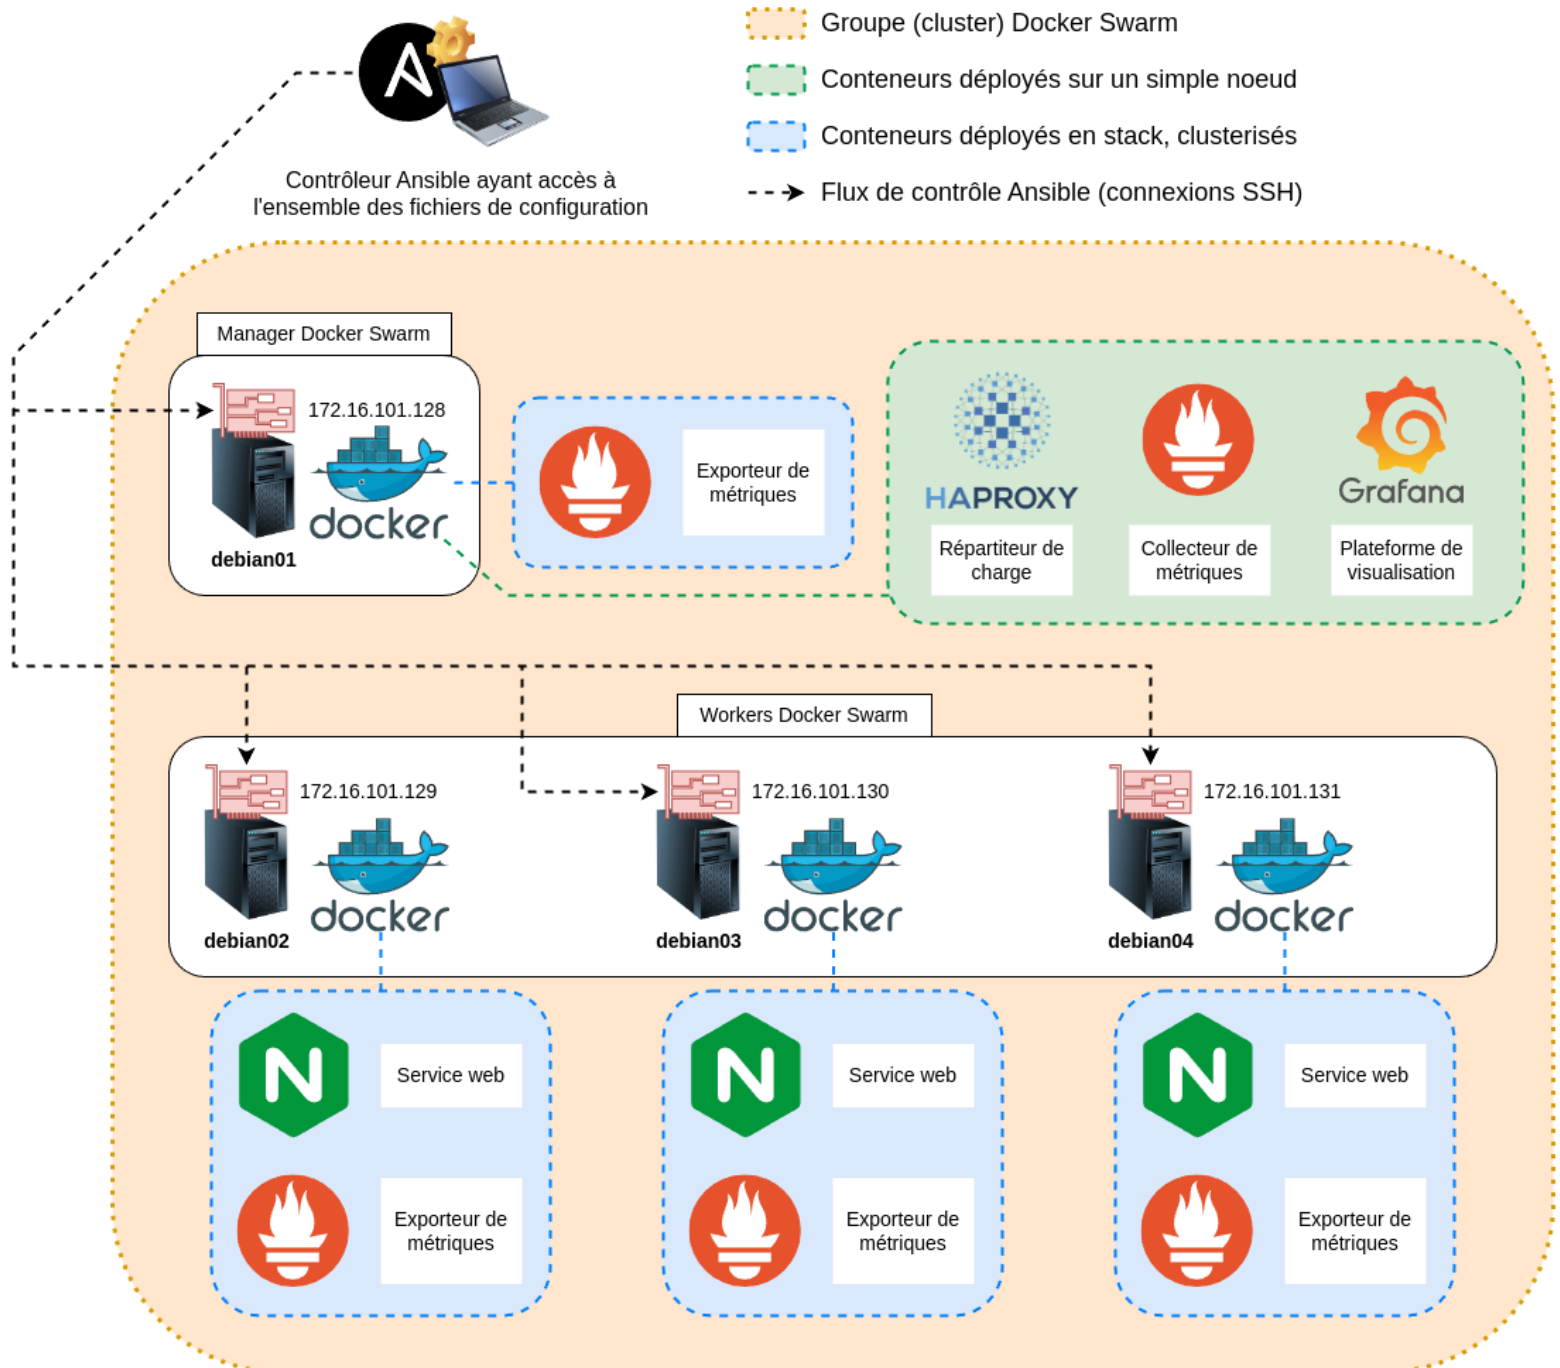 Groupe (cluster) Docker Swarm
Conteneurs déployés sur un simple noeud
Conteneurs déployés en stack, clusterisés
Flux de contrôle Ansible (connexions SSH)
Contrôleur Ansible ayant accès à
l'ensemble des fichiers de configuration
Manager Docker Swarm
172.16.101.128
docker
debian01
Exporteur de
métriques
HAPROXY
Répartiteur de
charge
Collecteur de
métriques
Grafana
Plateforme de
visualisation
Workers Docker Swarm
172.16.101.129
docker
debian02
172.16.101.130
docker
debian03
172.16.101.131
docker
debian04
N
Service web
Exporteur de
métriques
N
Service web
Exporteur de
métriques
N
Service web
Exporteur de
métriques